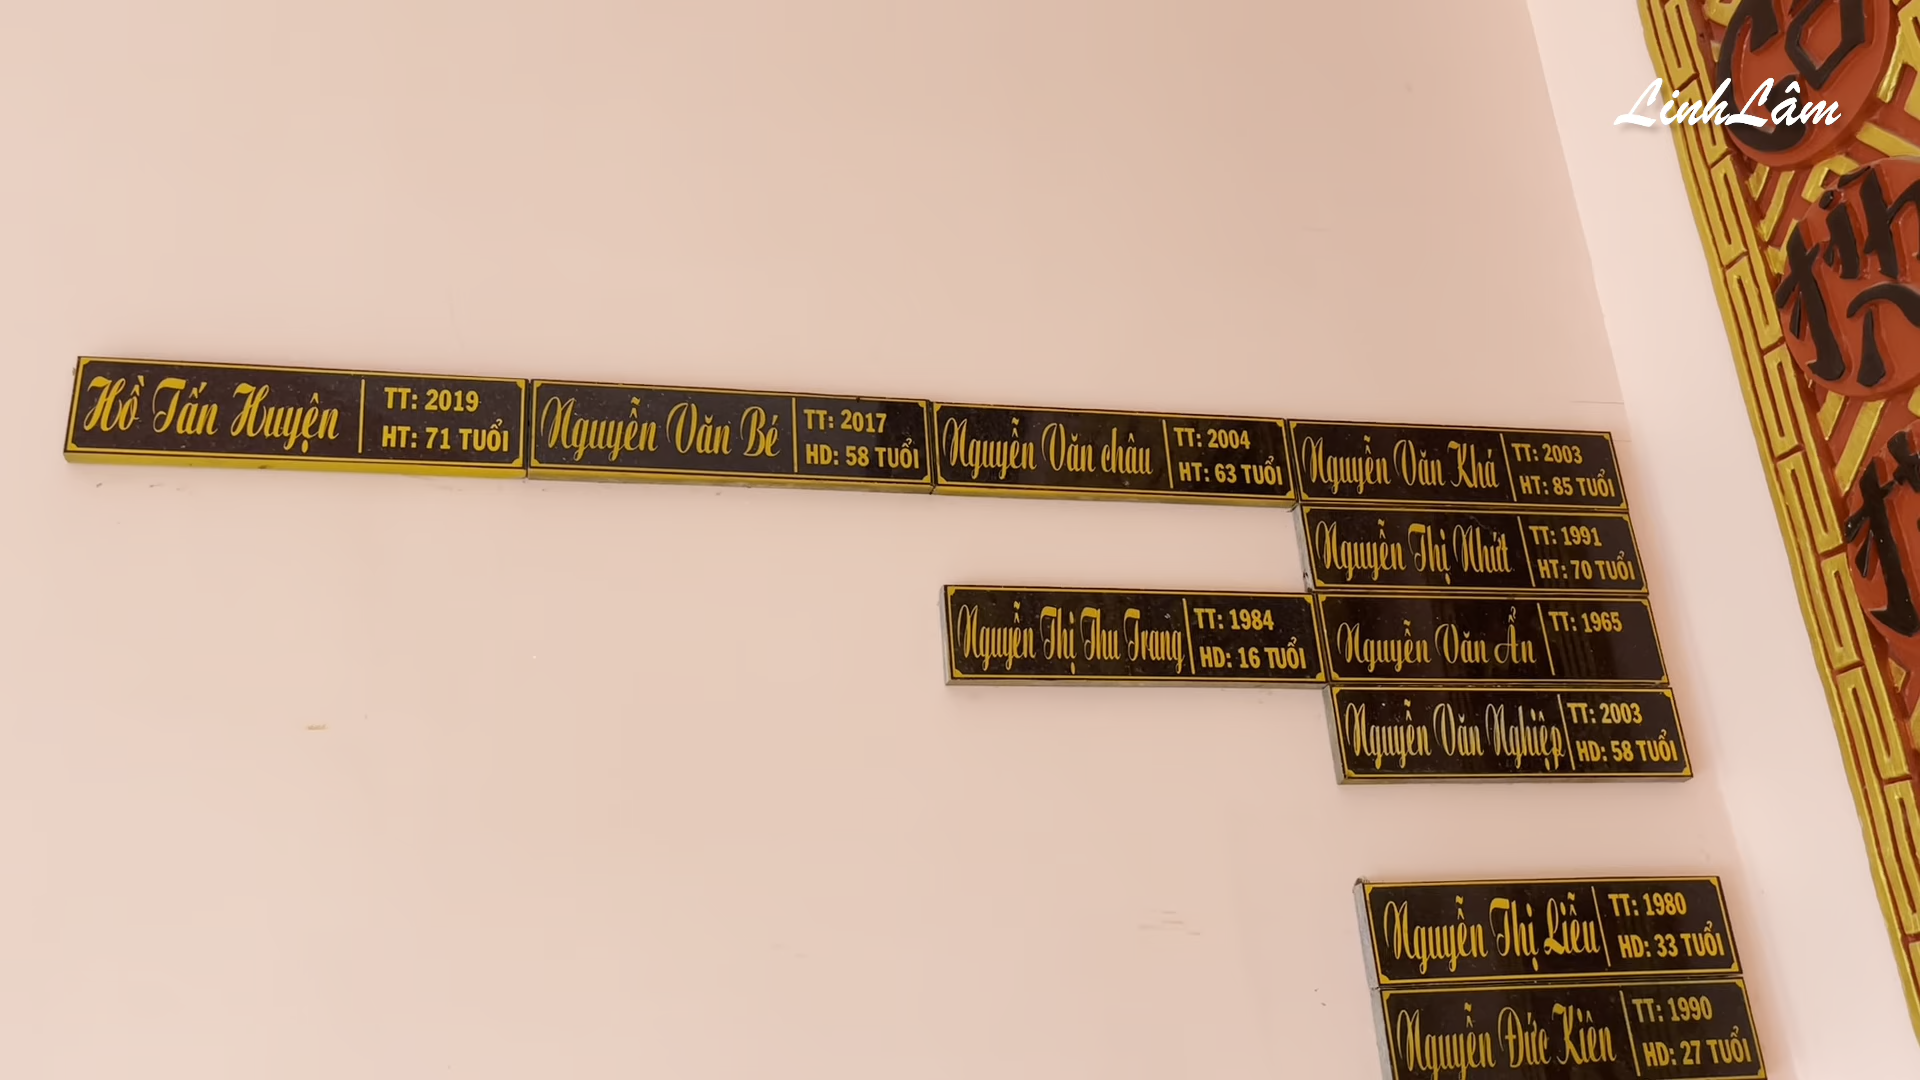 LinhLâm
Hồ Tấn Huyện
TT: 2019
HT: 71 TUỔI
Nguyễn Văn Bé
TT: 2017
HD: 58 TUỔI
Nguyễn Văn châu
TT: 2004
HT: 63 TUỔI
Nguyễn Văn Khá
TT: 2003
HT: 85 TUỔI
Nguyễn Thị Nhứt
TT: 1991
HT: 70 TUỔI
Nguyễn Thị Thu Trang
TT: 1984
HD: 16 TUỔI
Nguyễn Văn Ẩn
TT: 1965
Nguyễn Văn Nghiệp
TT: 2003
HD: 58 TUỔI
Nguyễn Thị Liễu
TT: 1980
HD: 33 TUỔI
Nguyễn Đức Kiên
TT: 1990
HD: 27 TUỔI